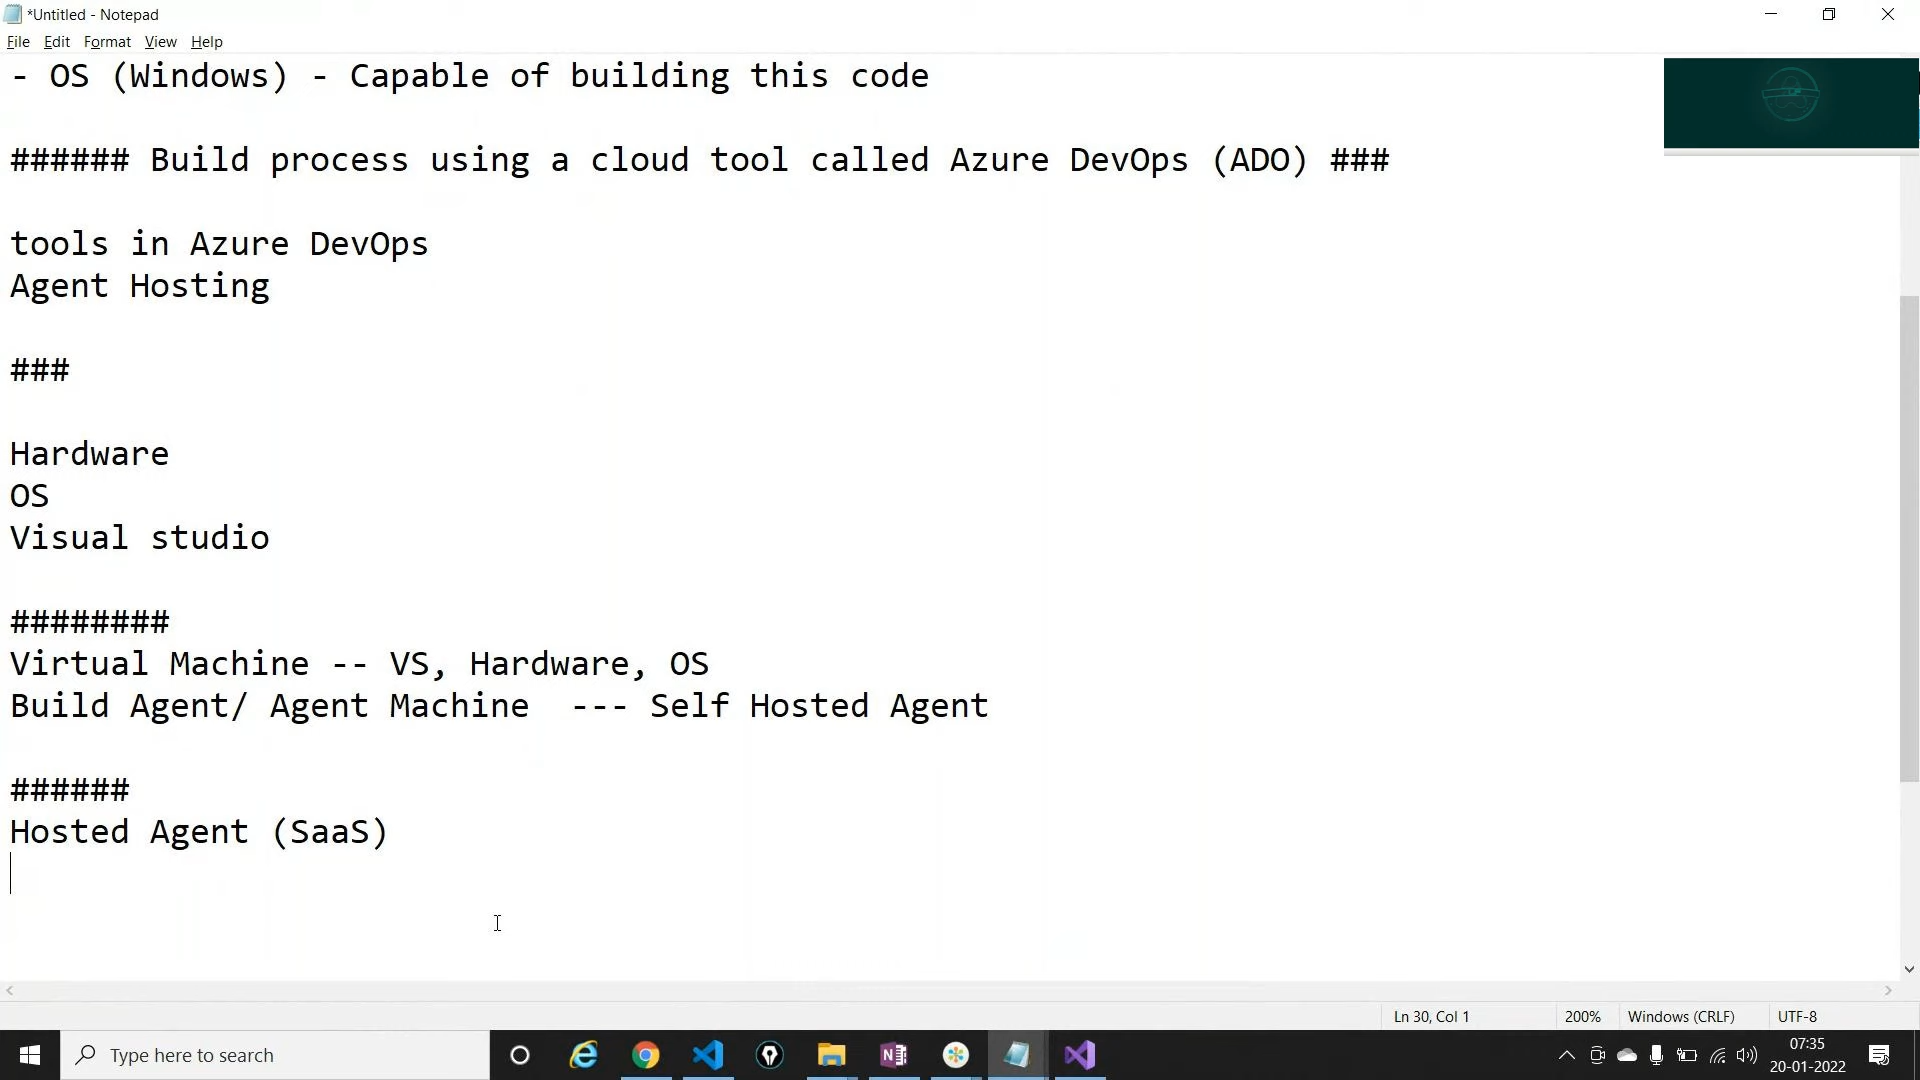 *Untitled - Notepad
File Edit Format View Help
- OS (Windows) - Capable of building this code
###### Build process using a cloud tool called Azure DevOps (ADO) ###
tools in Azure DevOps
Agent Hosting
###
Hardware
OS
Visual studio
########
Virtual Machine -- VS, Hardware, OS
Build Agent/ Agent Machine  --- Self Hosted Agent
######
Hosted Agent (SaaS)
Ln 30, Col 1 200% Windows (CRLF) UTF-8
Type here to search
07:35
20-01-2022